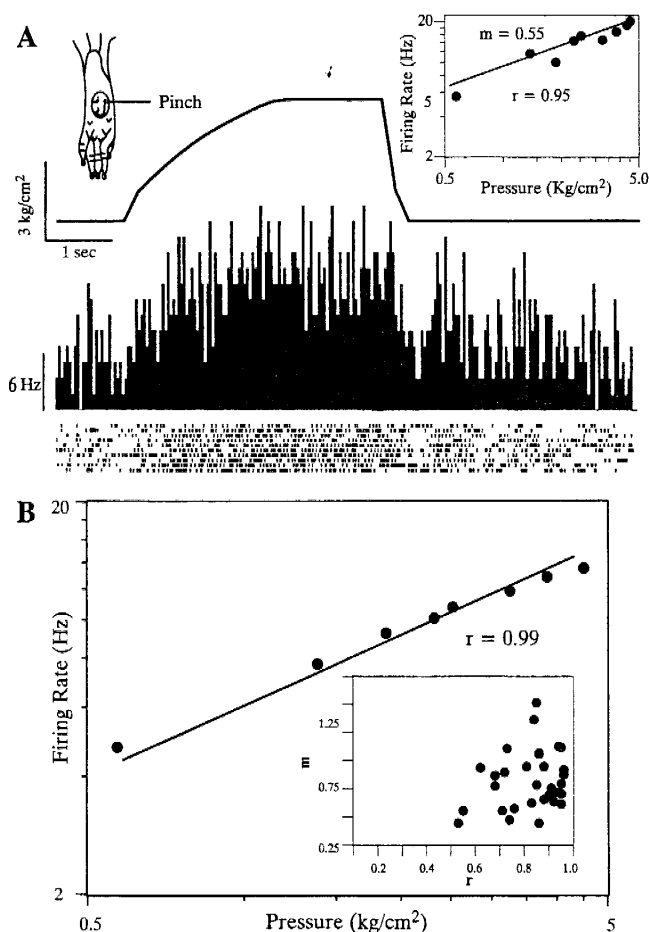 A
Pinch
3 kg/cm²
1 sec
6 Hz
20
5
2
Firing Rate (Hz)
m = 0.55
r = 0.95
0.5
5.0
Pressure (Kg/cm²)
B
20
Firing Rate (Hz)
2
r = 0.99
1.25
0.75
0.25
m
0.2
0.4
0.6
0.8
1.0
r
0.5
5
Pressure (kg/cm²)